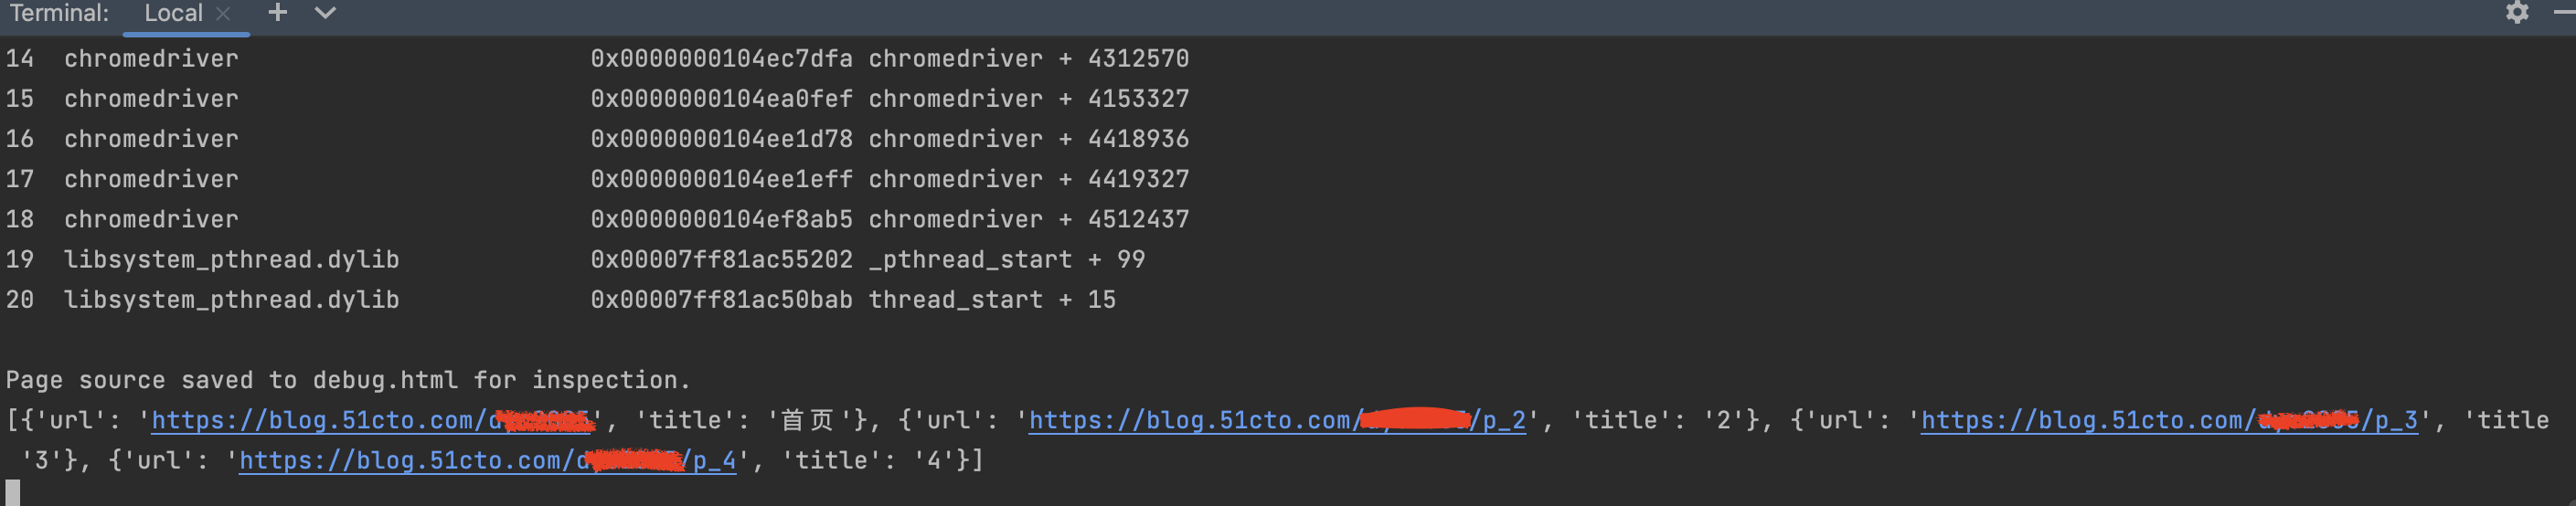 Terminal: Local × + 
14 chromedriver 0x0000000104ec7dfa chromedriver + 4312570
15 chromedriver 0x0000000104ea0fef chromedriver + 4153327
16 chromedriver 0x0000000104ee1d78 chromedriver + 4418936
17 chromedriver 0x0000000104ee1eff chromedriver + 4419327
18 chromedriver 0x0000000104ef8ab5 chromedriver + 4512437
19 libsystem_pthread.dylib 0x00007ff81ac55202 _pthread_start + 99
20 libsystem_pthread.dylib 0x00007ff81ac50bab thread_start + 15
Page source saved to debug.html for inspection.
[{'url': 'https://blog.51cto.com/ ', 'title': '首页'}, {'url': 'https://blog.51cto.com/ /p_2', 'title': '2'}, {'url': 'https://blog.51cto.com/ /p_3', 'title
'3'}, {'url': 'https://blog.51cto.com/ /p_4', 'title': '4'}]